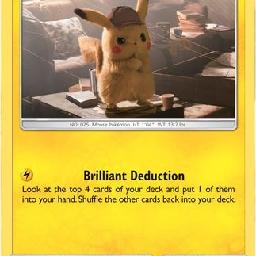 Brilliant Deduction
Look at the top 4 cards of your deck and put 1 of them
into your hand. Shuffle the other cards back into your deck.